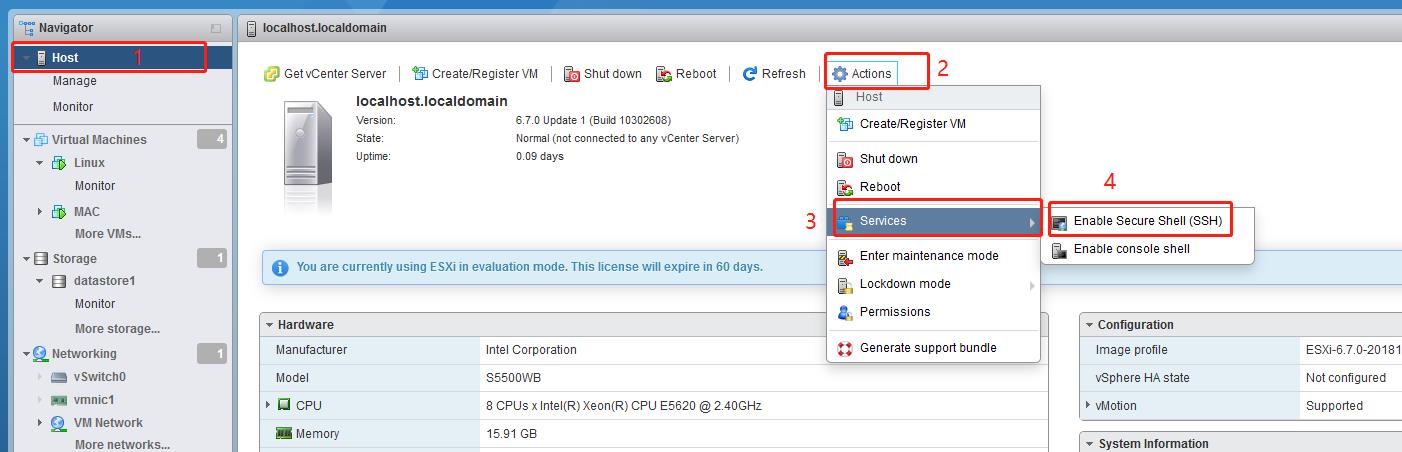 Navigator
Host
1
Manage
Monitor
Virtual Machines
4
Linux
Monitor
MAC
More VMs...
Storage
1
datastore1
Monitor
More storage...
Networking
1
vSwitch0
vmnic1
VM Network
More networks...
localhost.localdomain
Get vCenter Server
Create/Register VM
Shut down
Reboot
Refresh
Actions
2
localhost.localdomain
Version: 6.7.0 Update 1 (Build 10302608)
State: Normal (not connected to any vCenter Server)
Uptime: 0.09 days
Host
Create/Register VM
Shut down
Reboot
3
Services
4
Enable Secure Shell (SSH)
Enable console shell
Enter maintenance mode
Lockdown mode
Permissions
Generate support bundle
You are currently using ESXi in evaluation mode. This license will expire in 60 days.
Hardware
Manufacturer Intel Corporation
Model S5500WB
CPU 8 CPUs x Intel(R) Xeon(R) CPU E5620 @ 2.40GHz
Memory 15.91 GB
Configuration
Image profile ESXi-6.7.0-20181
vSphere HA state Not configured
vMotion Supported
System Information